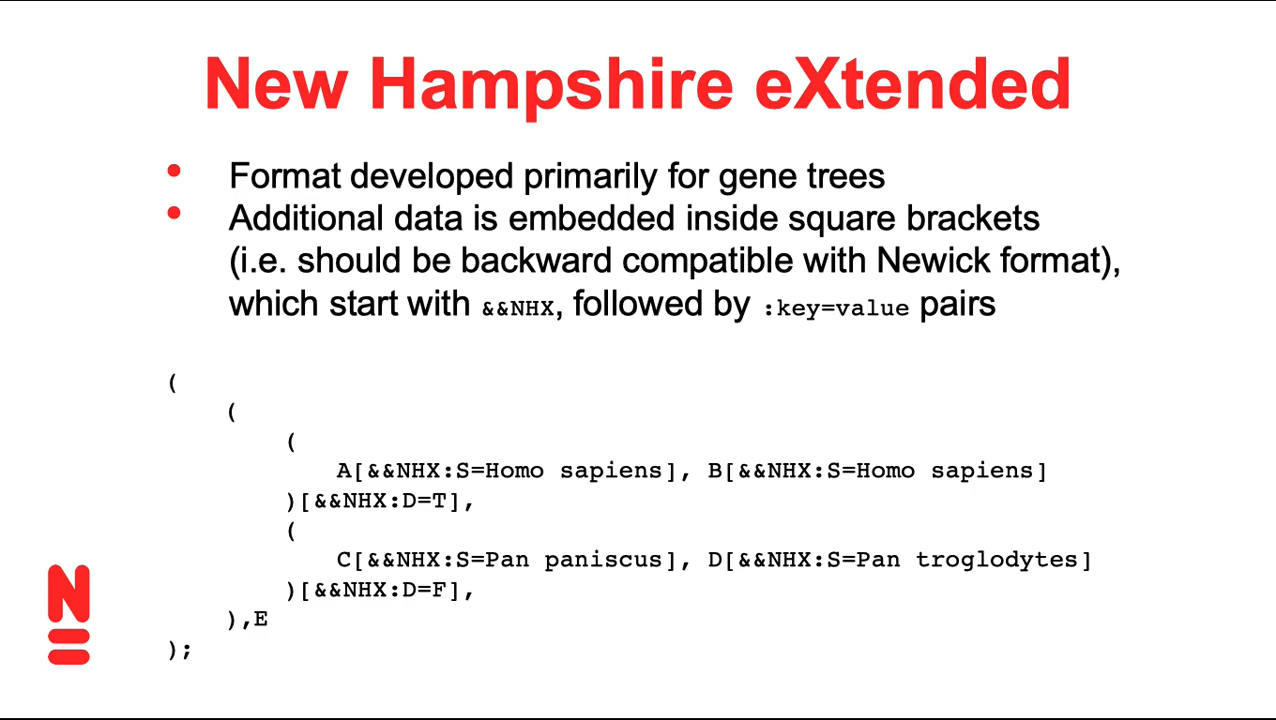 New Hampshire eXtended
• Format developed primarily for gene trees
• Additional data is embedded inside square brackets
(i.e. should be backward compatible with Newick format),
which start with &&NHX, followed by :key=value pairs
(
(
(
A[&&NHX:S=Homo sapiens], B[&&NHX:S=Homo sapiens]
)[&&NHX:D=T],
(
C[&&NHX:S=Pan paniscus], D[&&NHX:S=Pan troglodytes]
)[&&NHX:D=F],
),E
);
N